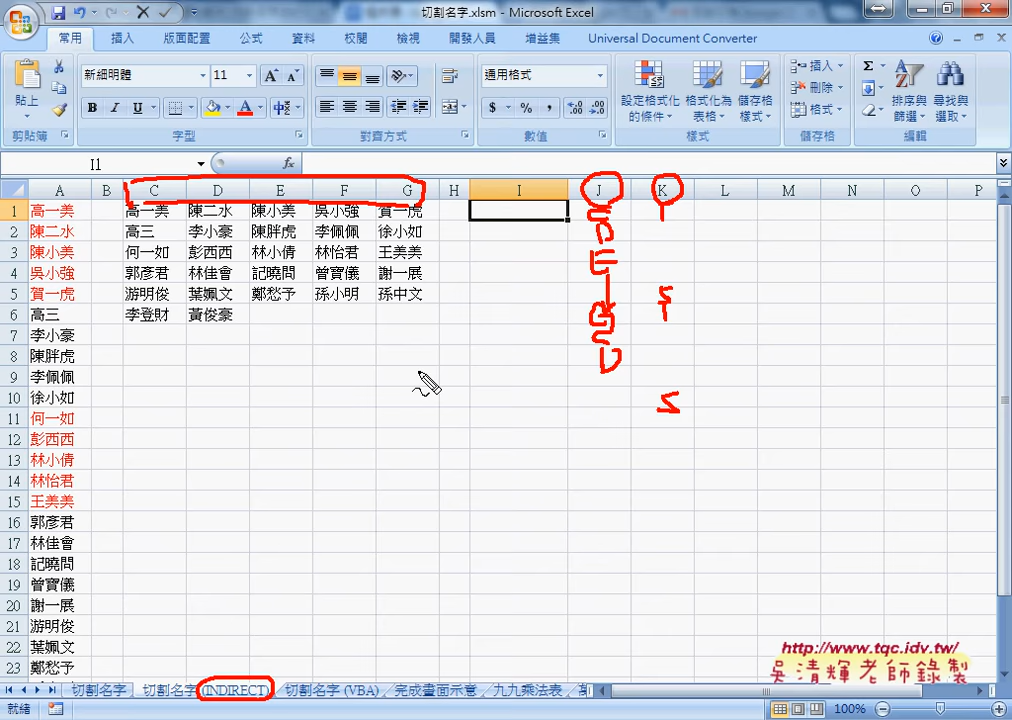 切割名字.xlsm - Microsoft Excel
常用 插入 版面配置 公式 資料 校閱 檢視 開發人員 增益集 Universal Document Converter
貼上 新細明體 11 通用格式 設定格式化的條件 格式化為表格 儲存格樣式 插入 刪除 格式 排序與篩選 尋找與選取
剪貼簿 字型 對齊方式 數值 樣式 儲存格 編輯
I1 fx
A B C D E F G H I J K L M N O P
1 高一美 高一美 陳二水 陳小美 吳小強 賀一虎
2 陳二水 高三 李小豪 陳胖虎 李佩佩 徐小如
3 陳小美 何一如 彭西西 林小倩 林怡君 王美美
4 吳小強 郭彥君 林佳會 記曉問 曾寶儀 謝一展
5 賀一虎 游明俊 葉姵文 鄭愁予 孫小明 孫中文
6 高三 李登財 黃俊豪
7 李小豪
8 陳胖虎
9 李佩佩
10 徐小如
11 何一如
12 彭西西
13 林小倩
14 林怡君
15 王美美
16 郭彥君
17 林佳會
18 記曉問
19 曾寶儀
20 謝一展
21 游明俊
22 葉姵文
23 鄭愁予
http://www.tqc.idv.tw/
吳清輝老師錄製
切割名字 切割名字 (INDIRECT) 切割名字 (VBA) 完成畫面示意 九九乘法表
就緒 100%